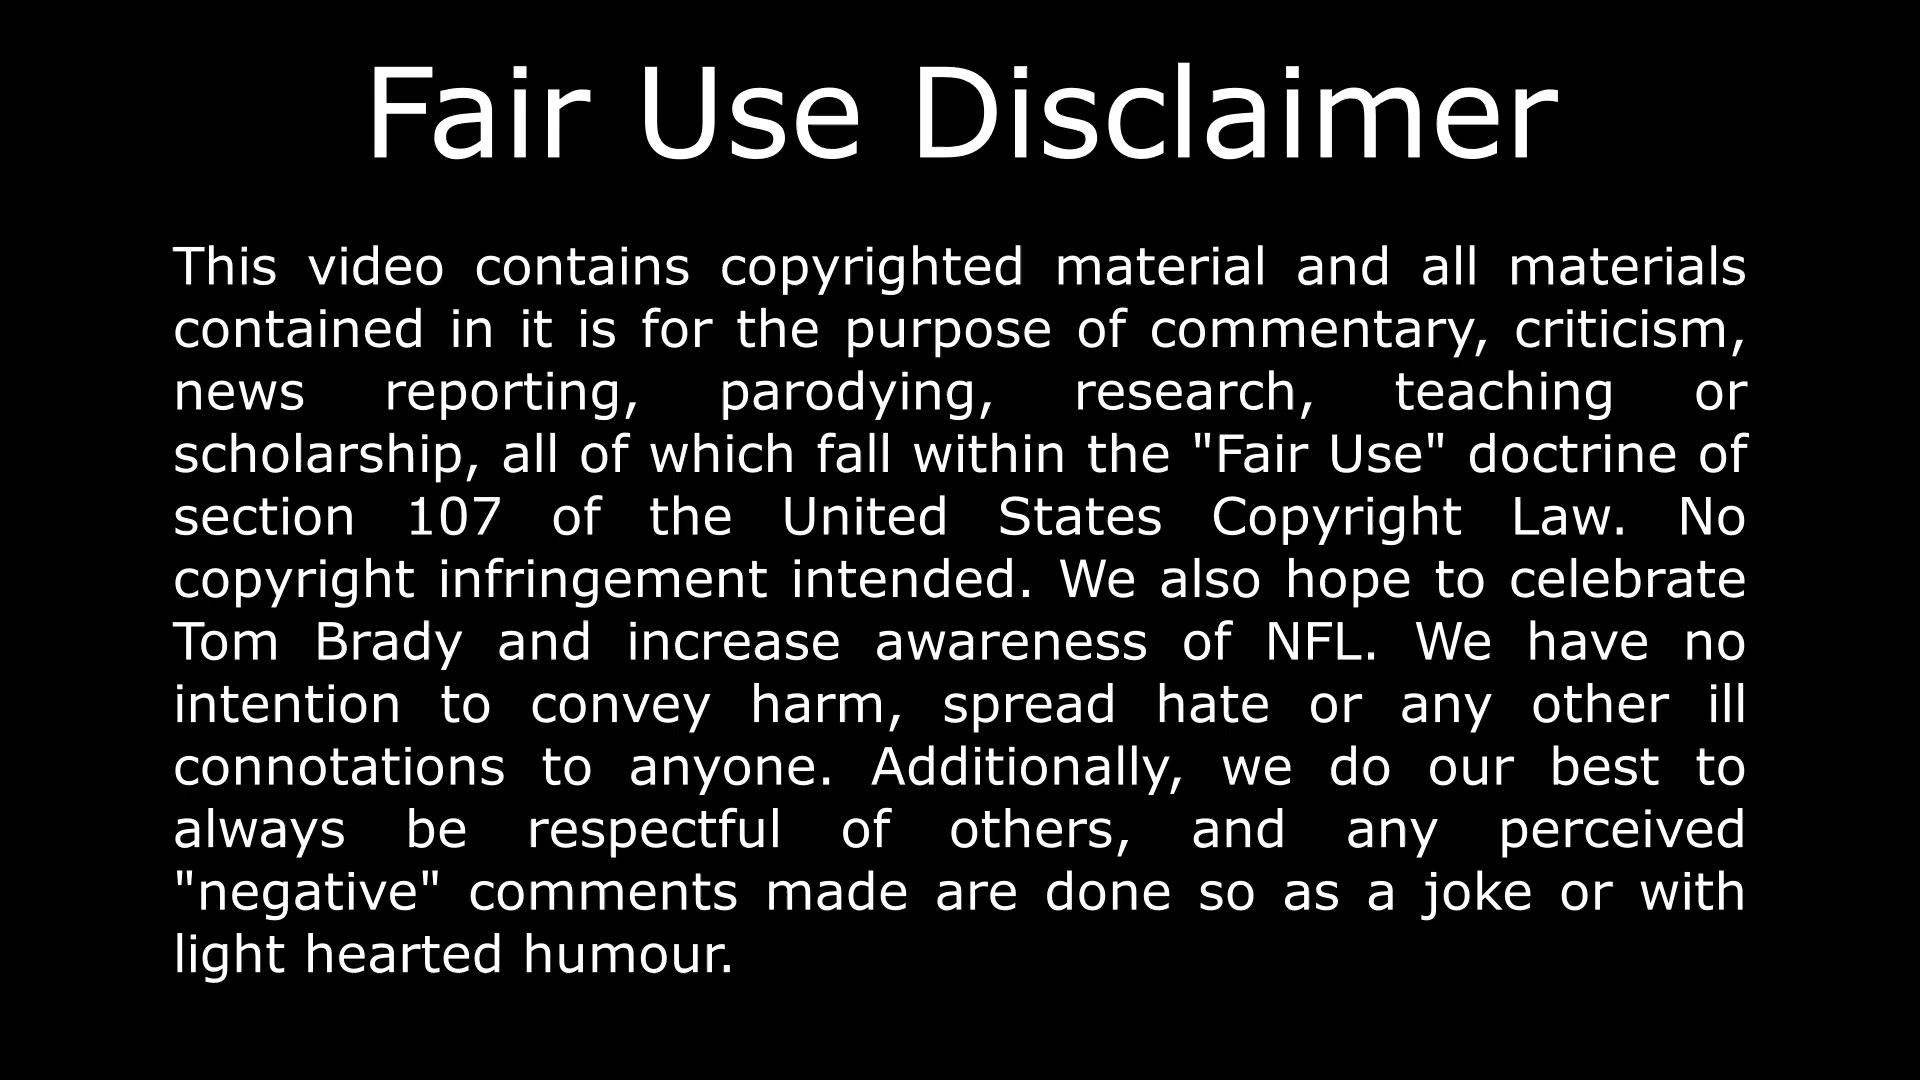 Fair Use Disclaimer
This video contains copyrighted material and all materials
contained in it is for the purpose of commentary, criticism,
news reporting, parodying, research, teaching or
scholarship, all of which fall within the "Fair Use" doctrine of
section 107 of the United States Copyright Law. No
copyright infringement intended. We also hope to celebrate
Tom Brady and increase awareness of NFL. We have no
intention to convey harm, spread hate or any other ill
connotations to anyone. Additionally, we do our best to
always be respectful of others, and any perceived
"negative" comments made are done so as a joke or with
light hearted humour.